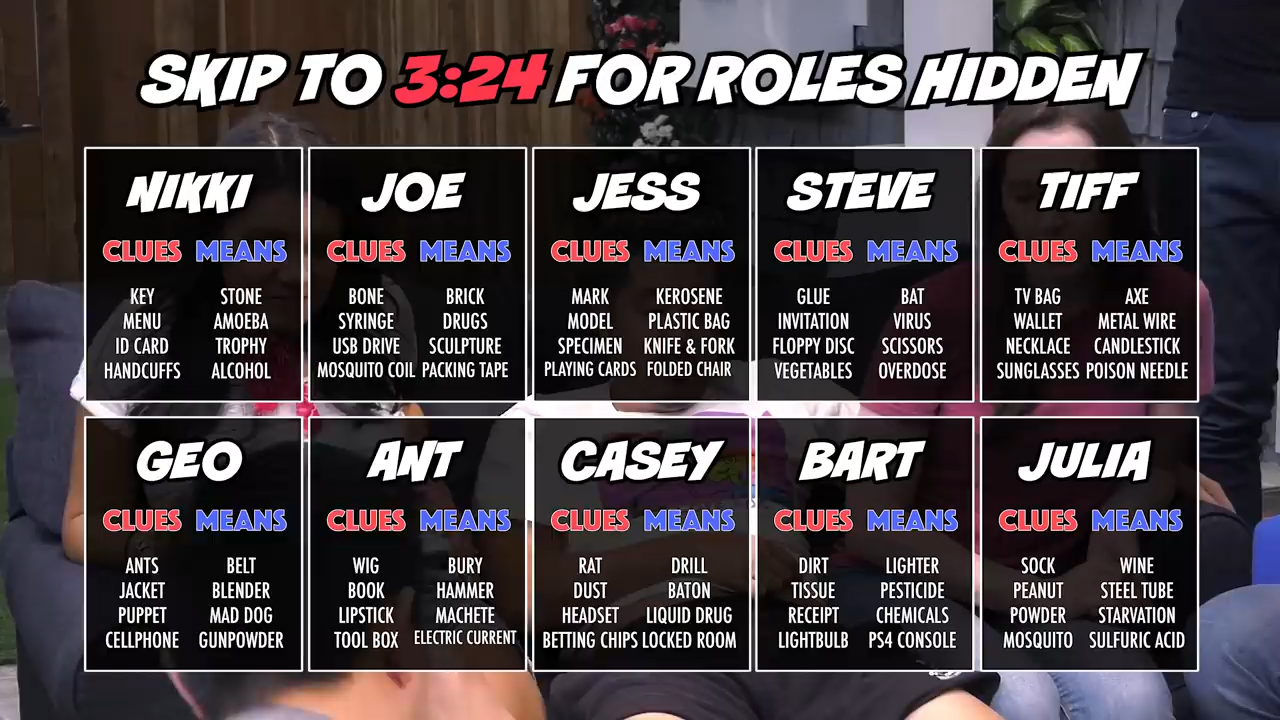 SKIP TO 3:24 FOR ROLES HIDDEN
NIKKI
CLUES MEANS
KEY STONE
MENU AMOEBA
ID CARD TROPHY
HANDCUFFS ALCOHOL
JOE
CLUES MEANS
BONE BRICK
SYRINGE DRUGS
USB DRIVE SCULPTURE
MOSQUITO COIL PACKING TAPE
JESS
CLUES MEANS
MARK KEROSENE
MODEL PLASTIC BAG
SPECIMEN KNIFE & FORK
PLAYING CARDS FOLDED CHAIR
STEVE
CLUES MEANS
GLUE BAT
INVITATION VIRUS
FLOPPY DISC SCISSORS
VEGETABLES OVERDOSE
TIFF
CLUES MEANS
TV BAG AXE
WALLET METAL WIRE
NECKLACE CANDLESTICK
SUNGLASSES POISON NEEDLE
GEO
CLUES MEANS
ANTS BELT
JACKET BLENDER
PUPPET MAD DOG
CELLPHONE GUNPOWDER
ANT
CLUES MEANS
WIG BURY
BOOK HAMMER
LIPSTICK MACHETE
TOOL BOX ELECTRIC CURRENT
CASEY
CLUES MEANS
RAT DRILL
DUST BATON
HEADSET LIQUID DRUG
BETTING CHIPS LOCKED ROOM
BART
CLUES MEANS
DIRT LIGHTER
TISSUE PESTICIDE
RECEIPT CHEMICALS
LIGHTBULB PS4 CONSOLE
JULIA
CLUES MEANS
SOCK WINE
PEANUT STEEL TUBE
POWDER STARVATION
MOSQUITO SULFURIC ACID